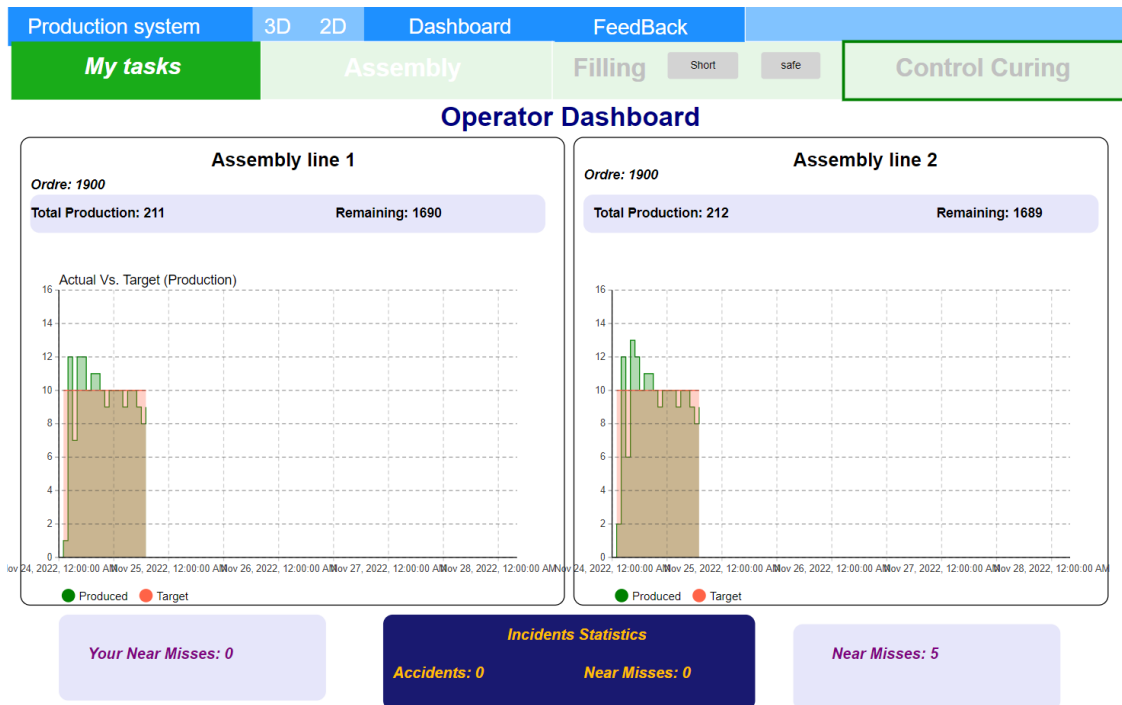 Production system 3D 2D Dashboard FeedBack
My tasks Assembly Filling Short safe Control Curing
Operator Dashboard
Assembly line 1
Ordre: 1900
Total Production: 211 Remaining: 1690
Actual Vs. Target (Production)
16
14
12
10
8
6
4
2
0
ov 24, 2022, 12:00:00 AM Nov 25, 2022, 12:00:00 AM Nov 26, 2022, 12:00:00 AM Nov 27, 2022, 12:00:00 AM Nov 28, 2022, 12:00:00 AM
Produced Target
Assembly line 2
Ordre: 1900
Total Production: 212 Remaining: 1689
16
14
12
10
8
6
4
2
0
Nov 24, 2022, 12:00:00 AM Nov 25, 2022, 12:00:00 AM Nov 26, 2022, 12:00:00 AM Nov 27, 2022, 12:00:00 AM Nov 28, 2022, 12:00:00 AM
Produced Target
Your Near Misses: 0
Incidents Statistics
Accidents: 0 Near Misses: 0
Near Misses: 5